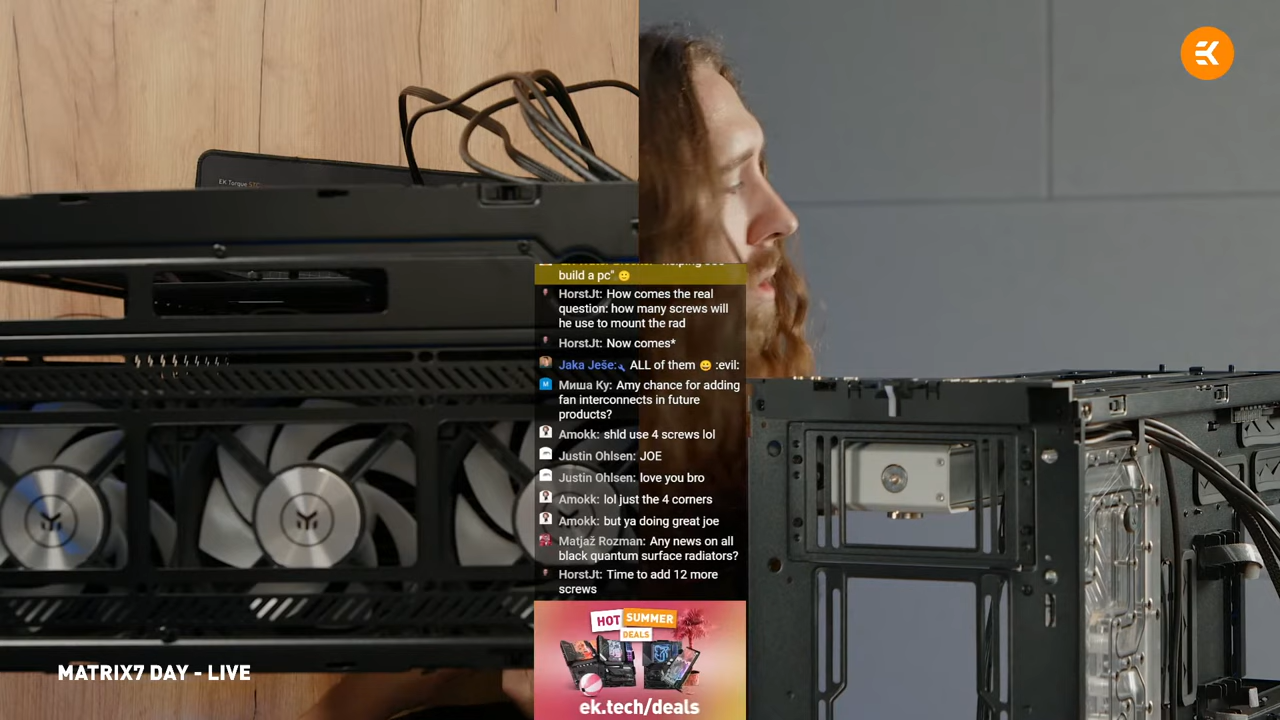 EK Torque STC
build a pc" 🙂
HorstJt: How comes the real
question: how many screws will
he use to mount the rad
HorstJt: Now comes*
Jaka Ješe: ALL of them 😀 :evil:
Миша Ку: Amy chance for adding
fan interconnects in future
products?
Amokk: shld use 4 screws lol
Justin Ohlsen: JOE
Justin Ohlsen: love you bro
Amokk: lol just the 4 corners
Amokk: but ya doing great joe
Matjaž Rozman: Any news on all
black quantum surface radiators?
HorstJt: Time to add 12 more
screws
HOT SUMMER
DEALS
ek.tech/deals
MATRIX7 DAY - LIVE